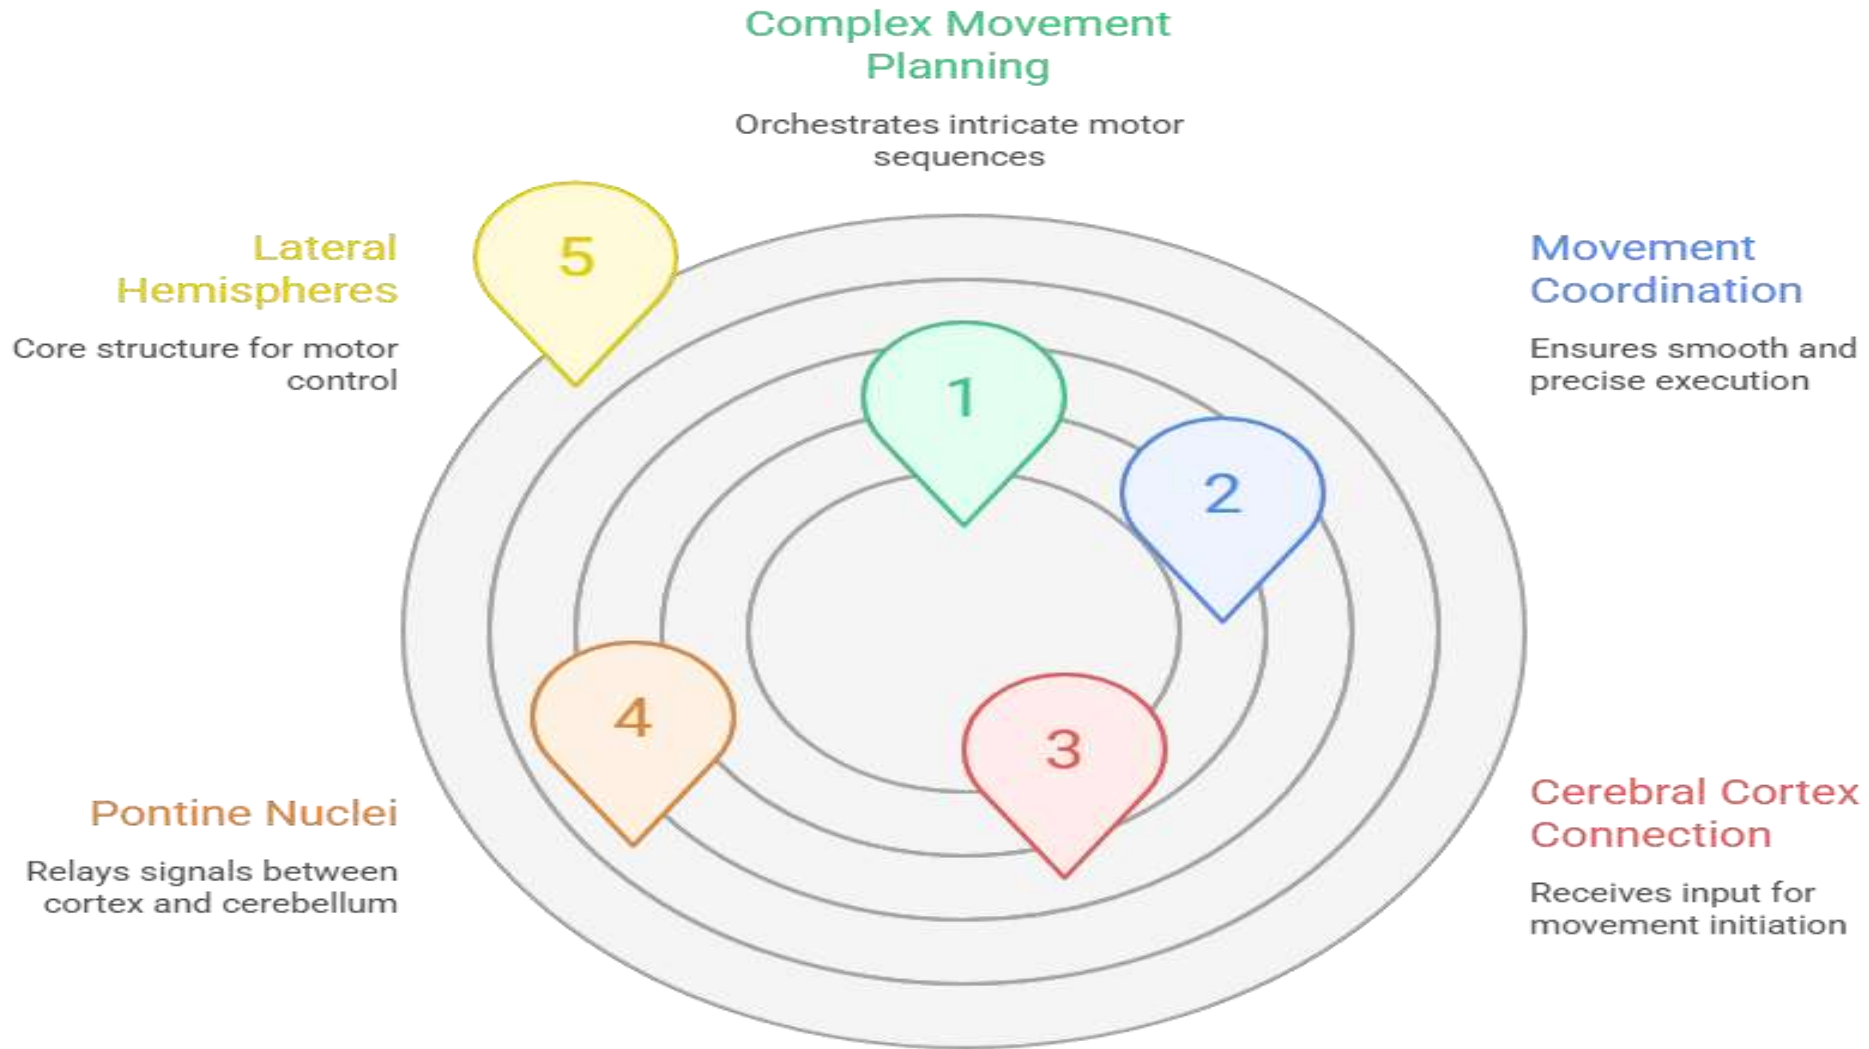 Complex Movement
Planning
Orchestrates intricate motor
sequences
5
Lateral
Hemispheres
Core structure for motor
control
Movement
Coordination
Ensures smooth and
precise execution
1
2
4
3
Pontine Nuclei
Relays signals between
cortex and cerebellum
Cerebral Cortex
Connection
Receives input for
movement initiation